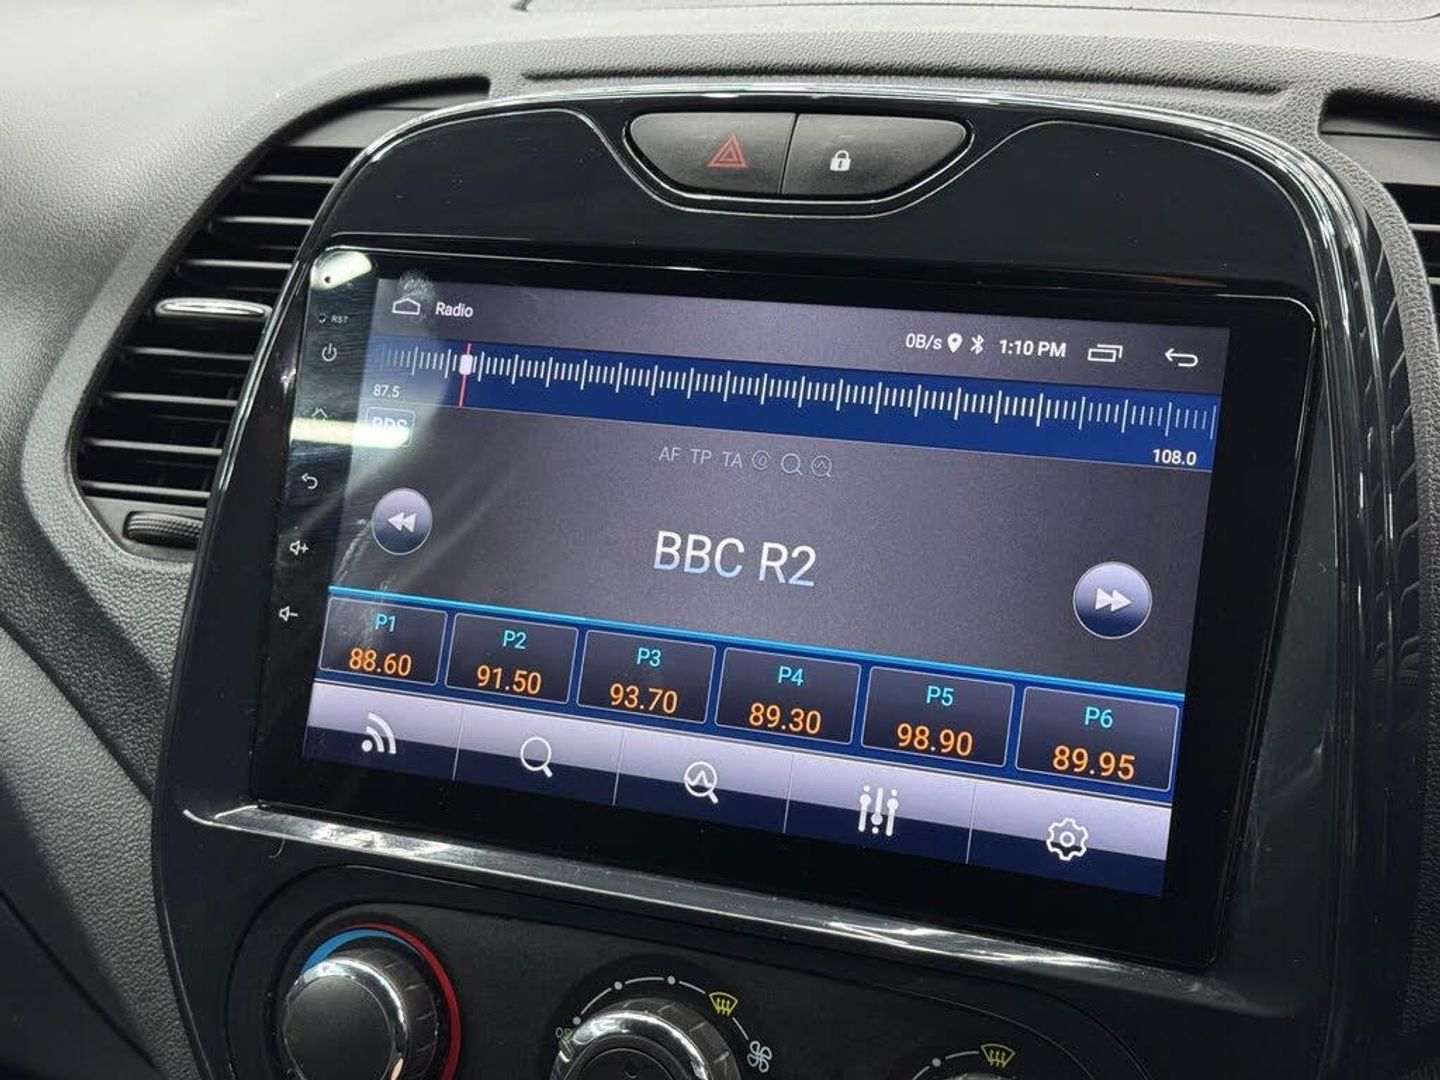 Radio
0B/s 1:10 PM
RST
87.5
108.0
RDS
AF TP TA
BBC R2
P1 P2 P3 P4 P5 P6
88.60 91.50 93.70 89.30 98.90 89.95